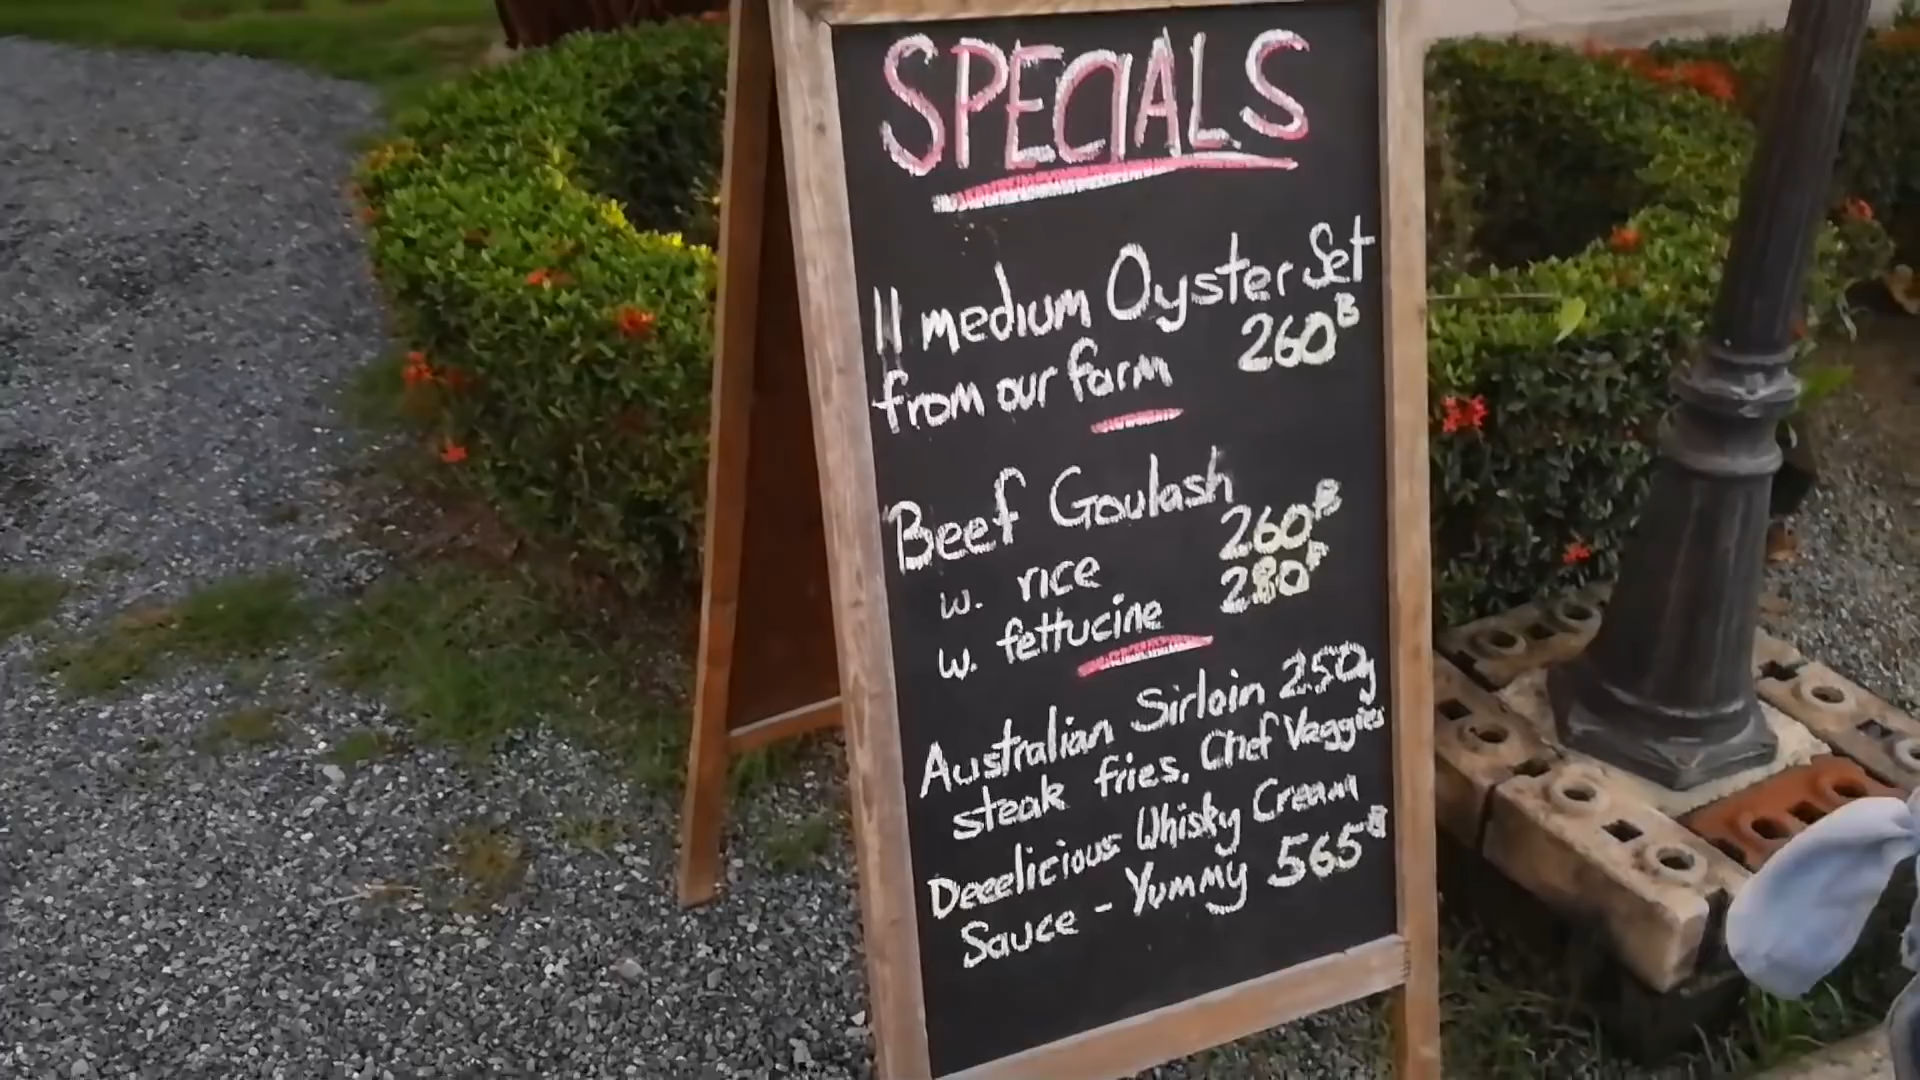 SPECIALS
11 medium Oyster Set
from our farm 260B
Beef Goulash
w. rice 260B
w. fettucine 280
Australian Sirloin 250g
steak fries. Chef Veggies
Deeelicious Whisky Cream
Sauce - Yummy 565B